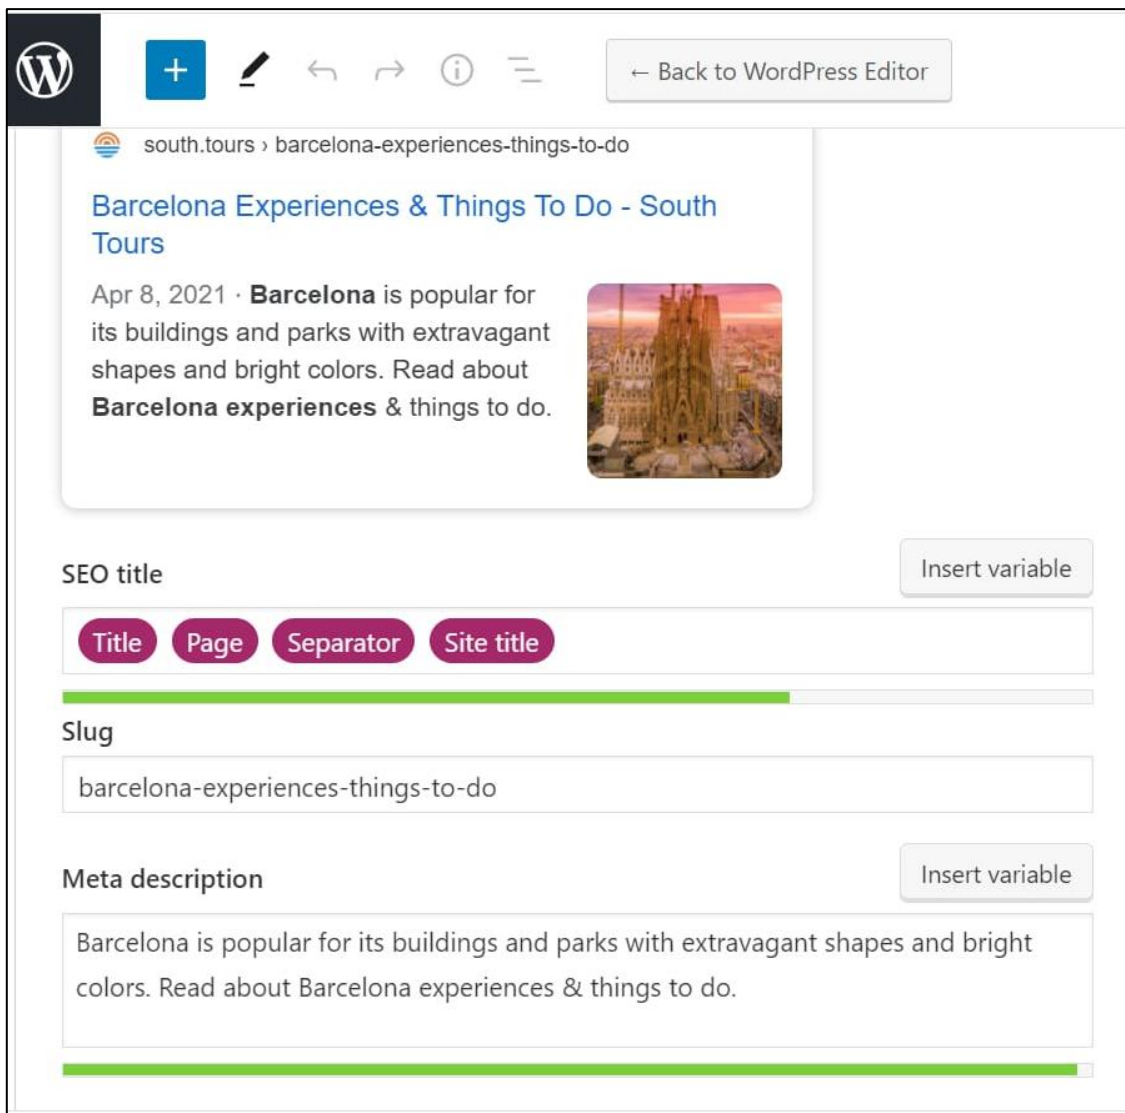 ← Back to WordPress Editor
south.tours › barcelona-experiences-things-to-do
Barcelona Experiences & Things To Do - South
Tours
Apr 8, 2021 · Barcelona is popular for
its buildings and parks with extravagant
shapes and bright colors. Read about
Barcelona experiences & things to do.
SEO title
Insert variable
Title Page Separator Site title
Slug
barcelona-experiences-things-to-do
Meta description
Insert variable
Barcelona is popular for its buildings and parks with extravagant shapes and bright
colors. Read about Barcelona experiences & things to do.